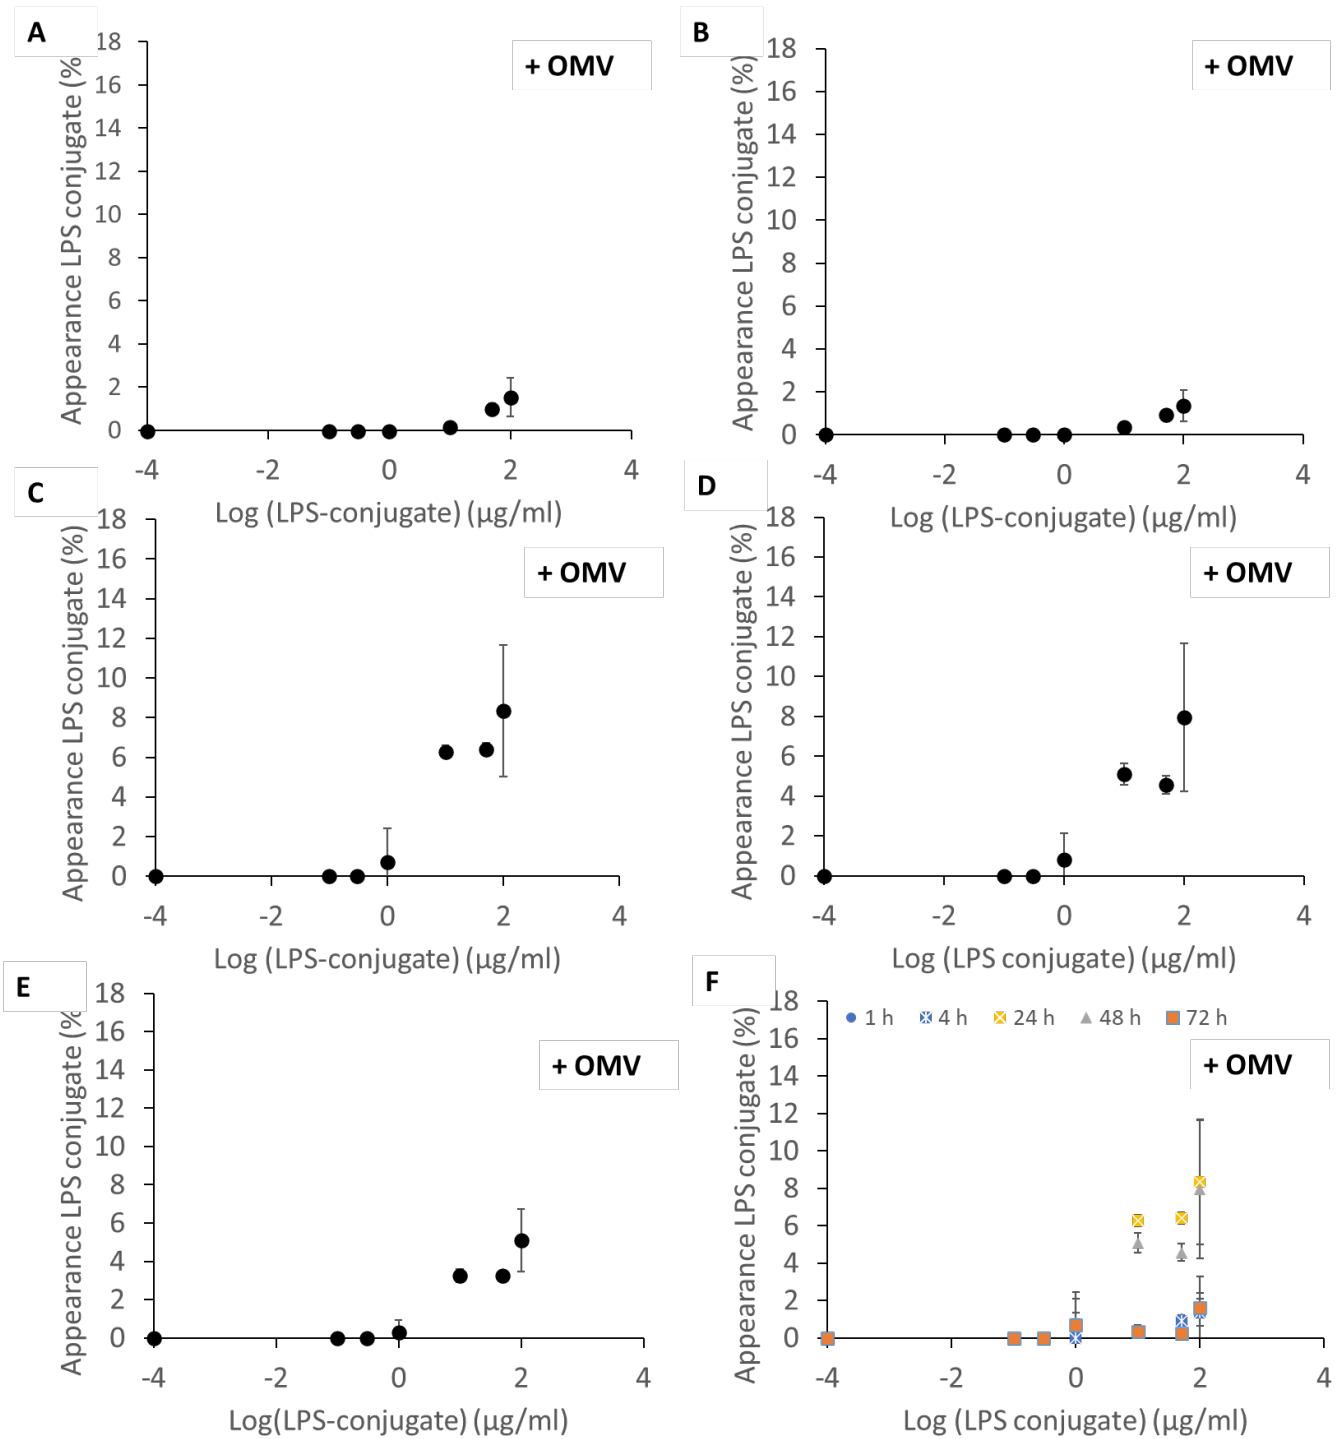 A
+ OMV
Appearance LPS conjugate (%
18
16
14
12
10
8
6
4
2
0
-4 -2 0 2 4
Log (LPS-conjugate) (µg/ml)
B
+ OMV
Appearance LPS conjugate (%)
18
16
14
12
10
8
6
4
2
0
-4 -2 0 2 4
Log (LPS-conjugate) (µg/ml)
C
+ OMV
Appearance LPS conjugate (%)
18
16
14
12
10
8
6
4
2
0
-4 -2 0 2 4
Log (LPS-conjugate) (µg/ml)
D
+ OMV
Appearance LPS conjugate (%)
18
16
14
12
10
8
6
4
2
0
-4 -2 0 2 4
Log (LPS conjugate) (µg/ml)
E
+ OMV
Appearance LPS conjugate (%
18
16
14
12
10
8
6
4
2
0
-4 -2 0 2 4
Log(LPS-conjugate) (µg/ml)
F
1 h 4 h 24 h 48 h 72 h
+ OMV
Appearance LPS conjugate (%)
18
16
14
12
10
8
6
4
2
0
-4 -2 0 2 4
Log (LPS conjugate) (µg/ml)